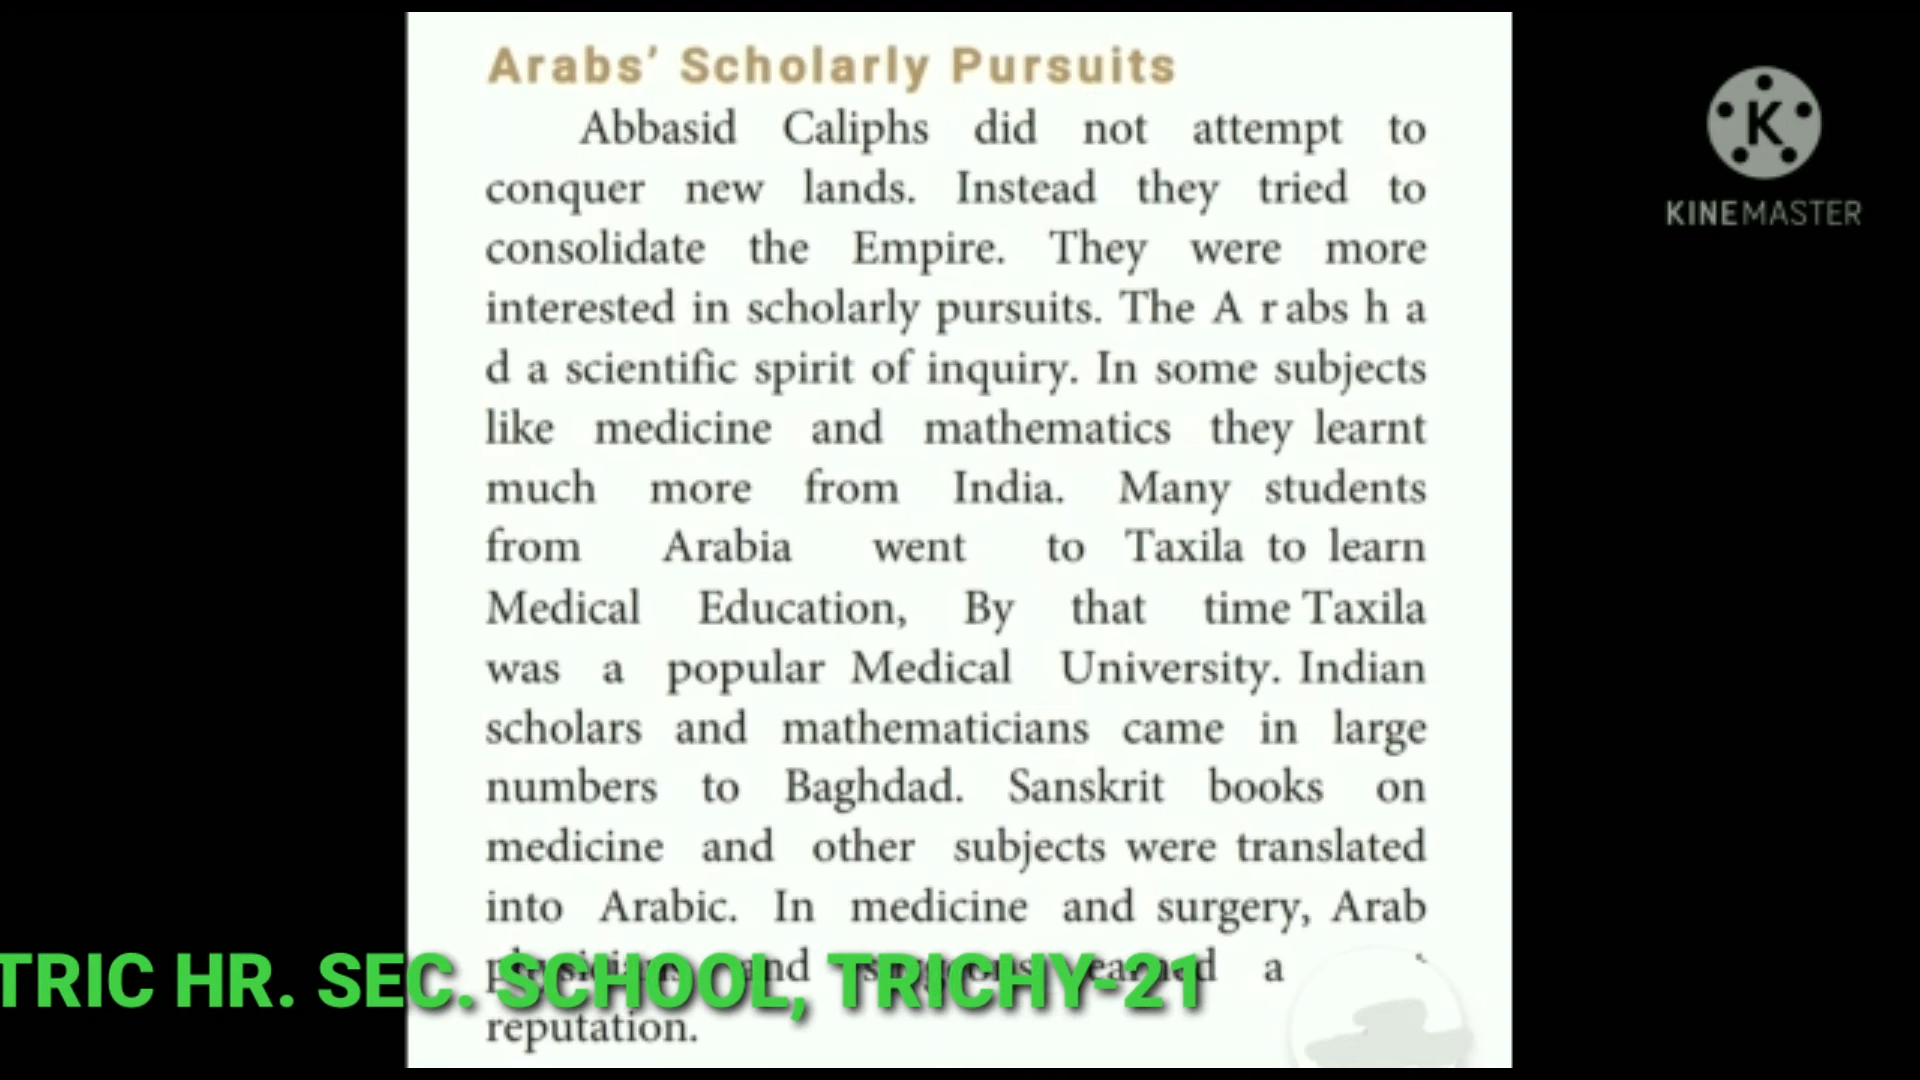 Arabs’ Scholarly Pursuits
Abbasid Caliphs did not attempt to
conquer new lands. Instead they tried to
consolidate the Empire. They were more
interested in scholarly pursuits. The A r abs h a
d a scientific spirit of inquiry. In some subjects
like medicine and mathematics they learnt
much more from India. Many students
from Arabia went to Taxila to learn
Medical Education, By that time Taxila
was a popular Medical University. Indian
scholars and mathematicians came in large
numbers to Baghdad. Sanskrit books on
medicine and other subjects were translated
into Arabic. In medicine and surgery, Arab
physicians and surgeons earned a
reputation.
TRIC HR. SEC. SCHOOL, TRICHY-21
K
KINEMASTER